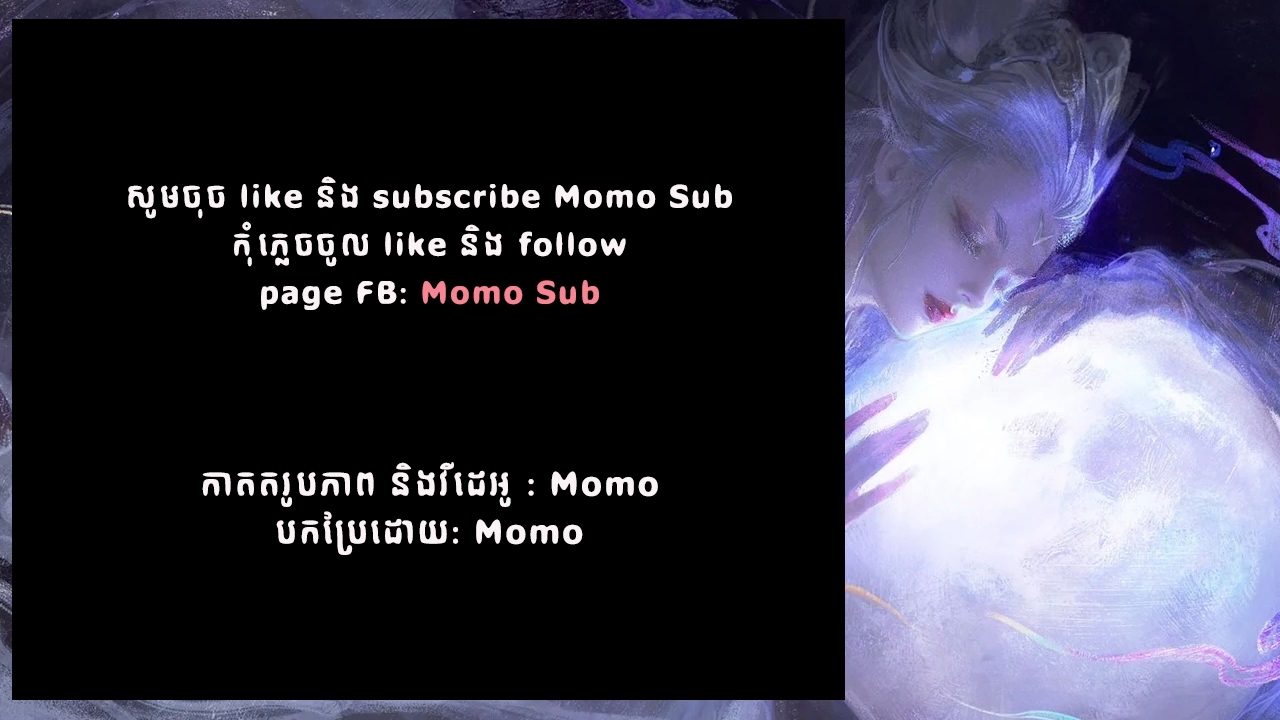 សូមចុច like និង subscribe Momo Sub
កុំភ្លេចចូល like និង follow
page FB: Momo Sub
កាតតរូបភាព និងវីដេអូ : Momo
បកប្រែដោយ: Momo